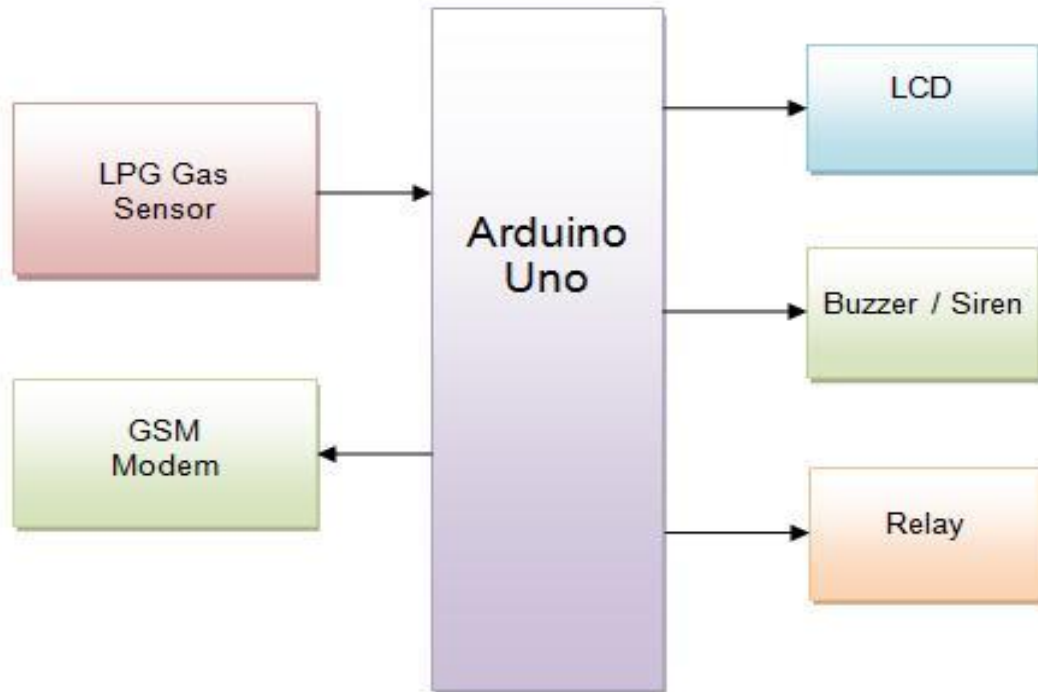 LPG Gas
Sensor
GSM
Modem
Arduino
Uno
LCD
Buzzer / Siren
Relay